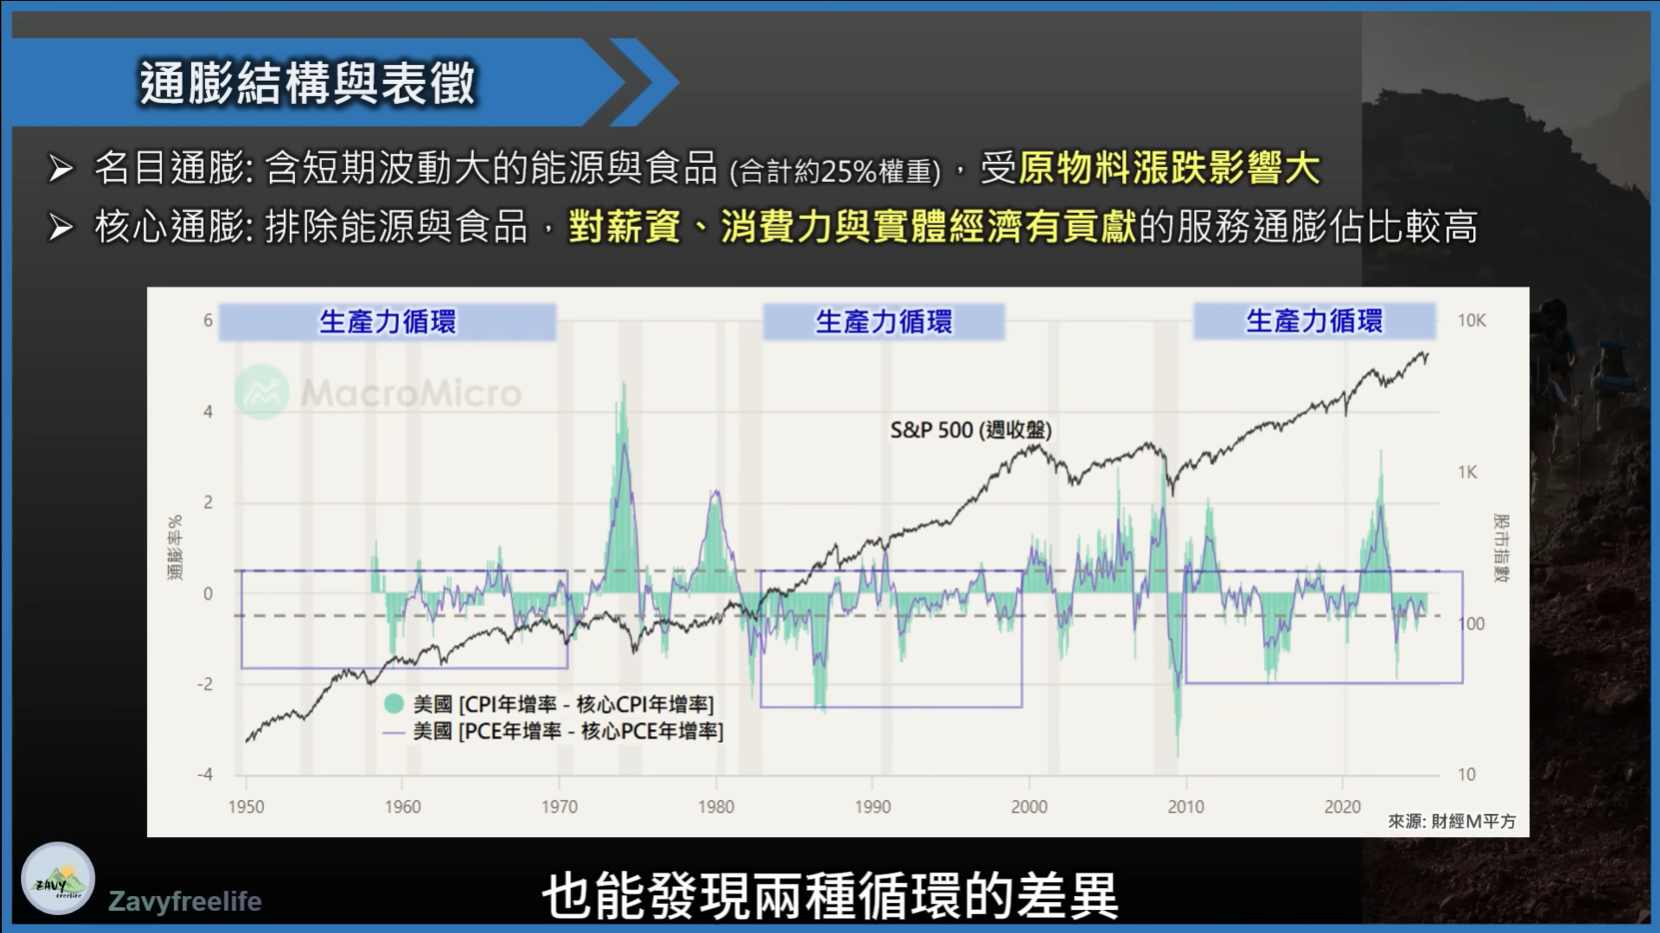 通膨結構與表徵
➢ 名目通膨: 含短期波動大的能源與食品 (合計約25%權重)，受原物料漲跌影響大
➢ 核心通膨: 排除能源與食品，對薪資、消費力與實體經濟有貢獻的服務通膨佔比較高
生產力循環 生產力循環 生產力循環
6 10K
MacroMicro
4
S&P 500 (週收盤)
1K
2
通膨率%
股市指數
0
100
-2
美國 [CPI年增率 - 核心CPI年增率]
美國 [PCE年增率 - 核心PCE年增率]
-4 10
1950 1960 1970 1980 1990 2000 2010 2020
來源: 財經M平方
ZAVY
freelife
Zavyfreelife
也能發現兩種循環的差異